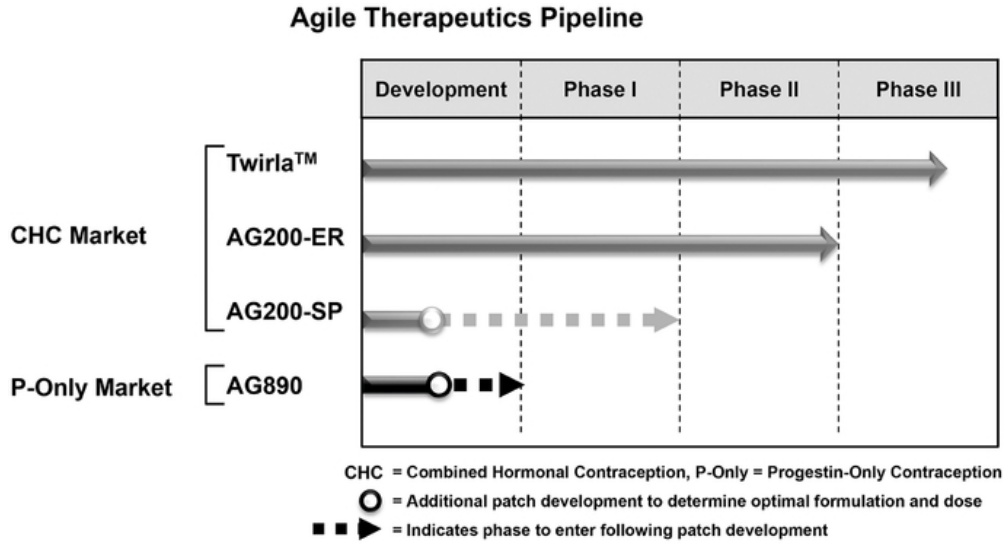 Agile Therapeutics Pipeline
Development Phase I Phase II Phase III
Twirla™
CHC Market
AG200-ER
AG200-SP
P-Only Market AG890
CHC = Combined Hormonal Contraception, P-Only = Progestin-Only Contraception
= Additional patch development to determine optimal formulation and dose
= Indicates phase to enter following patch development